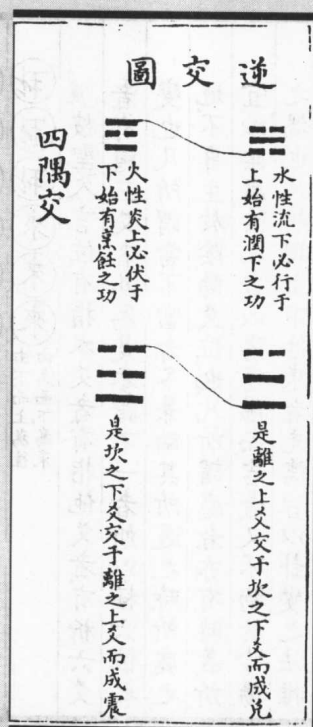 逆交圖
水性流下必行于
上始有潤下之功
是離之上爻交于坎之下爻而成兌
火性炎上必伏于
下始有烹飪之功
是坎之下爻交于離之上爻而成震
四隅交